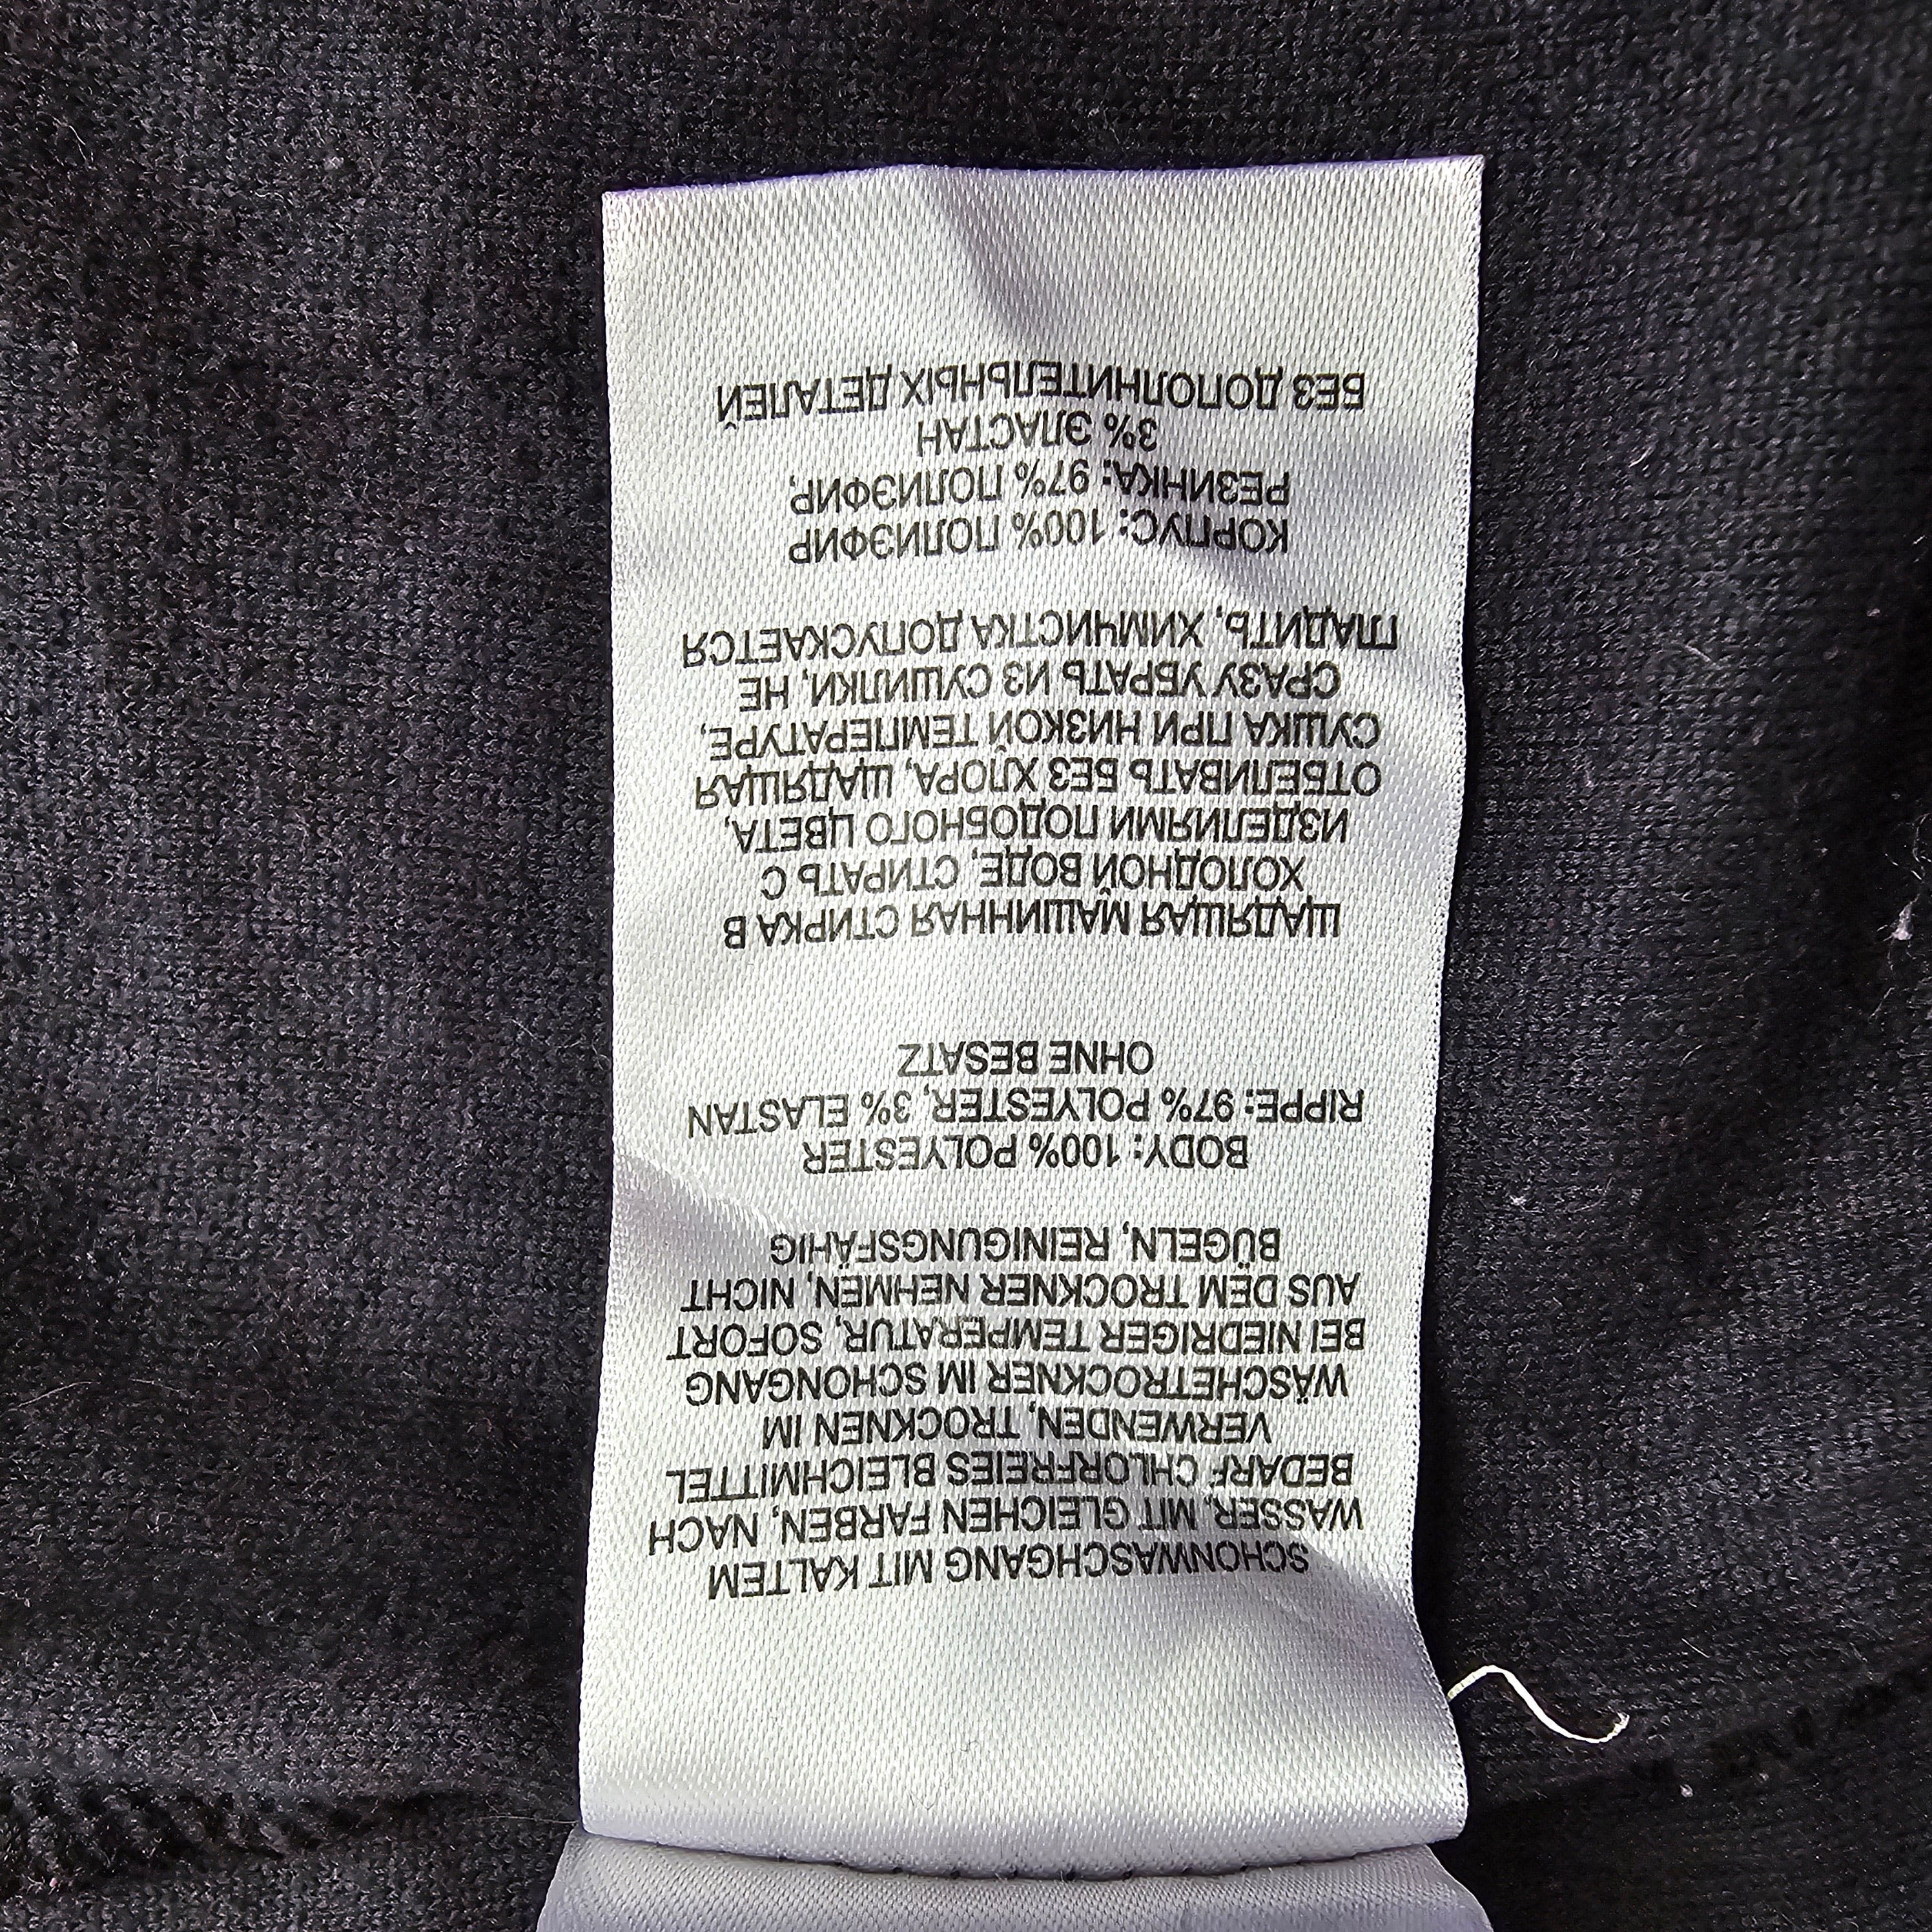 SCHONWASCHGANG MIT KALTEM
WASSER, MIT GLEICHEN FARBEN, NACH
BEDARF CHLORFREIES BLEICHMITTEL
VERWENDEN, TROCKNEN IM
WÄSCHETROCKNER IM SCHONGANG
BEI NIEDRIGER TEMPERATUR, SOFORT
AUS DEM TROCKNER NEHMEN, NICHT
BÜGELN, REINIGUNGSFÄHIG
BODY: 100% POLYESTER
RIPPE: 97% POLYESTER, 3% ELASTAN
OHNE BESATZ
ЩАДЯЩАЯ МАШИННАЯ СТИРКА В
ХОЛОДНОЙ ВОДЕ, СТИРАТЬ С
ИЗДЕЛИЯМИ ПОДОБНОГО ЦВЕТА,
ОТБЕЛИВАТЬ БЕЗ ХЛОРА, ЩАДЯЩАЯ
СУШКА ПРИ НИЗКОЙ ТЕМПЕРАТУРЕ,
СРАЗУ УБРАТЬ ИЗ СУШИЛКИ, НЕ
ГЛАДИТЬ, ХИМЧИСТКА ДОПУСКАЕТСЯ
КОРПУС: 100% ПОЛИЭФИР
РЕЗИНКА: 97% ПОЛИЭФИР,
3% ЭЛАСТАН
БЕЗ ДОПОЛНИТЕЛЬНЫХ ДЕТАЛЕЙ